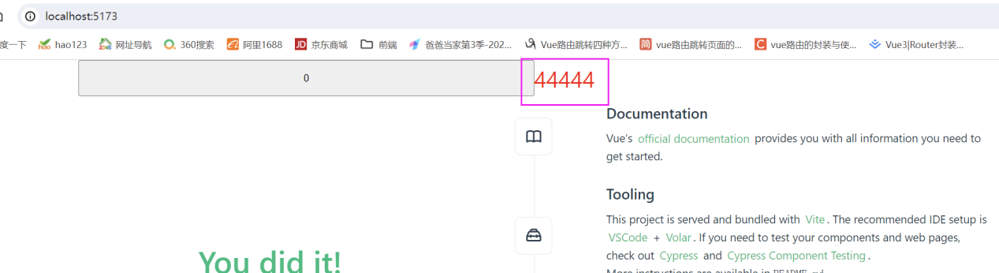 localhost:5173
度一下 hao123 网址导航 360搜索 阿里1688 京东商城 前端 爸爸当家第3季-202... Vue路由跳转四种方... vue路由跳转页面的... vue路由的封装与使... Vue3|Router封装...
0 44444
Documentation
Vue's official documentation provides you with all information you need to
get started.
Tooling
This project is served and bundled with Vite. The recommended IDE setup is
VSCode + Volar. If you need to test your components and web pages,
You did it!
check out Cypress and Cypress Component Testing.
More instructions are available in README.md